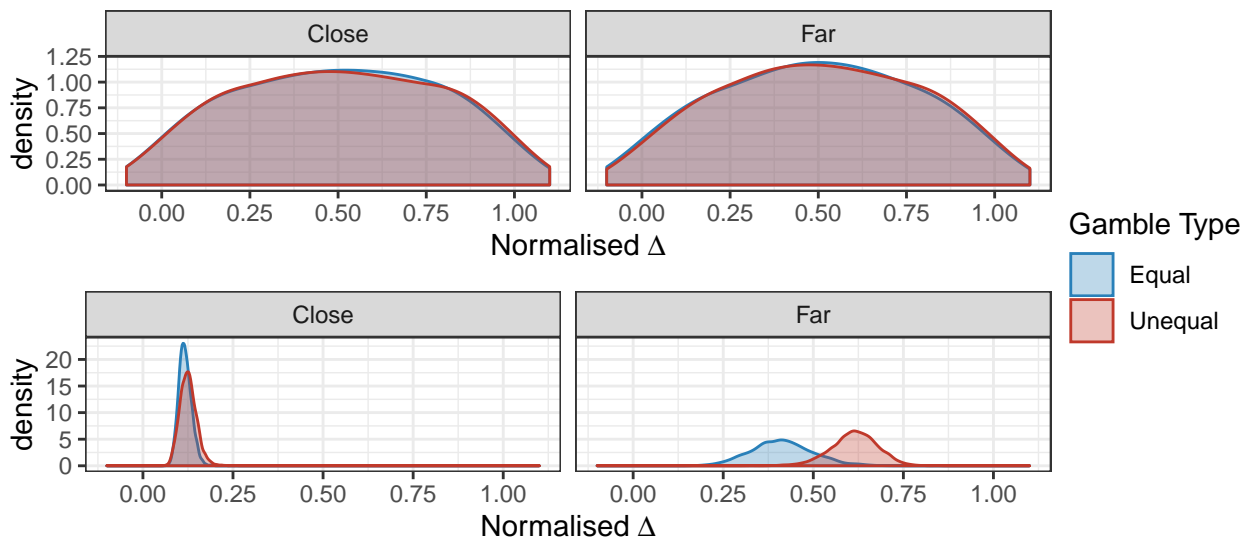 Close Far
density
1.25
1.00
0.75
0.50
0.25
0.00
0.00 0.25 0.50 0.75 1.00 0.00 0.25 0.50 0.75 1.00
Normalised Δ
Gamble Type
Equal
Unequal
Close Far
density
20
15
10
5
0
0.00 0.25 0.50 0.75 1.00 0.00 0.25 0.50 0.75 1.00
Normalised Δ